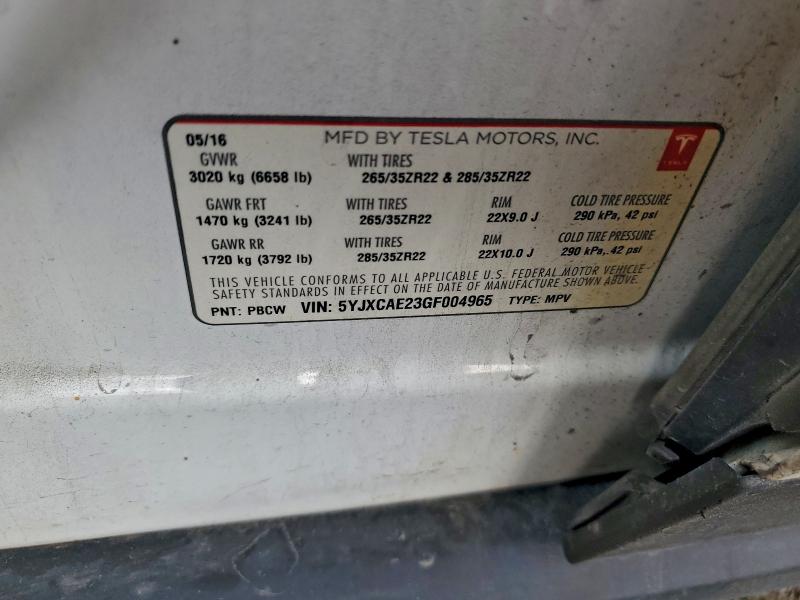 05/16 MFD BY TESLA MOTORS, INC.
TESLA
GVWR WITH TIRES
3020 kg (6658 lb) 265/35ZR22 & 285/35ZR22
GAWR FRT WITH TIRES RIM COLD TIRE PRESSURE
1470 kg (3241 lb) 265/35ZR22 22X9.0 J 290 kPa, 42 psi
GAWR RR WITH TIRES RIM COLD TIRE PRESSURE
1720 kg (3792 lb) 285/35ZR22 22X10.0 J 290 kPa, 42 psi
THIS VEHICLE CONFORMS TO ALL APPLICABLE U.S. FEDERAL MOTOR VEHICLE
SAFETY STANDARDS IN EFFECT ON THE DATE OF MANUFACTURE SHOWN ABOVE.
PNT: PBCW VIN: 5YJXCAE23GF004965 TYPE: MPV